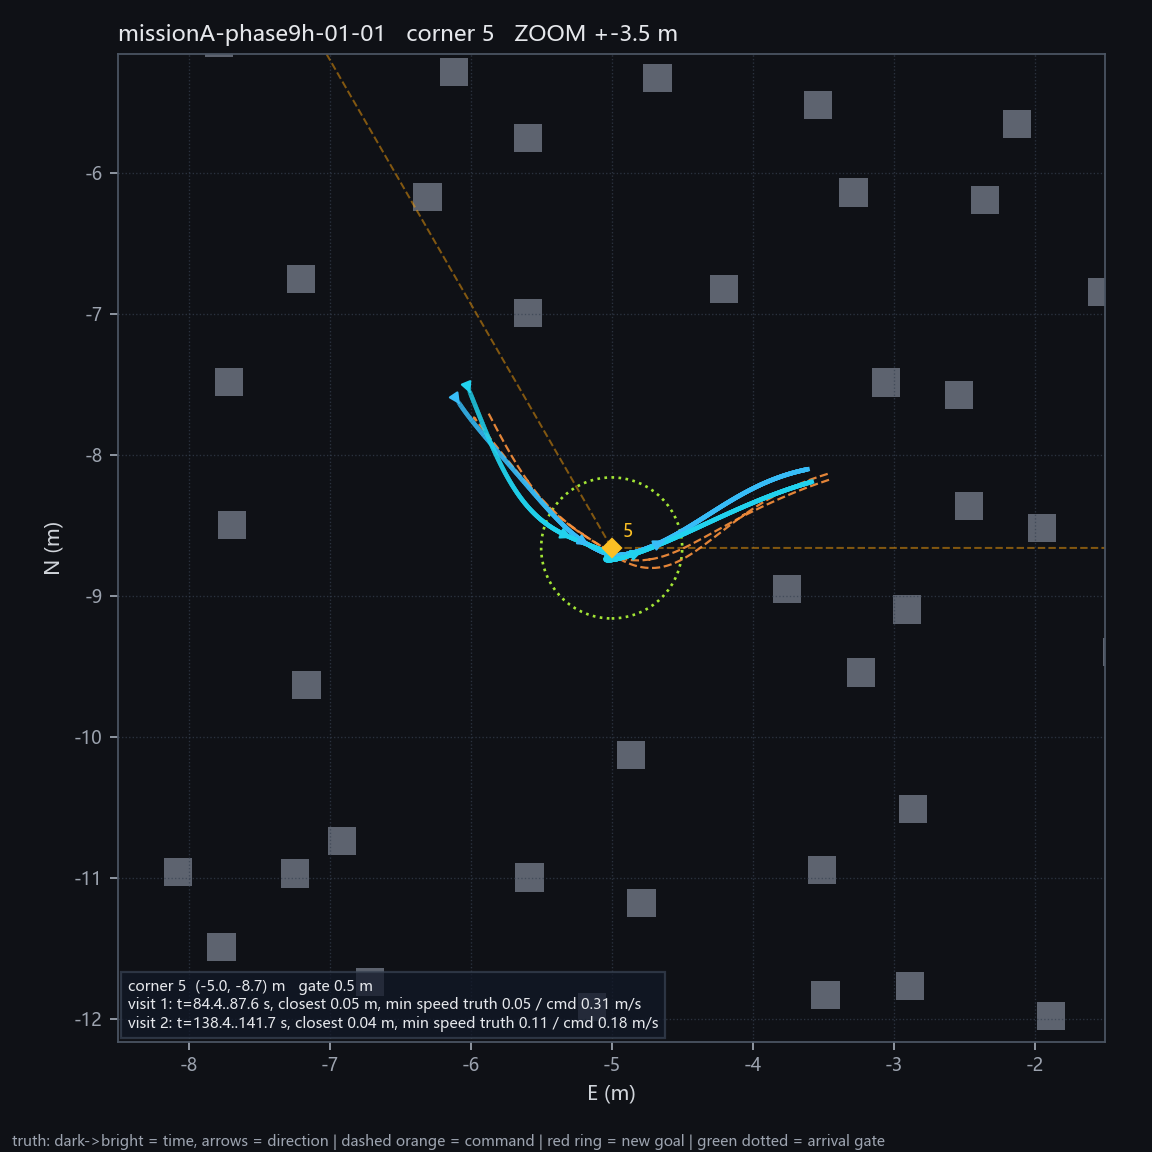 missionA-phase9h-01-01   corner 5   ZOOM +-3.5 m
N (m)
-6
-7
-8
-9
-10
-11
-12
5
corner 5  (-5.0, -8.7) m   gate 0.5 m
visit 1: t=84.4..87.6 s, closest 0.05 m, min speed truth 0.05 / cmd 0.31 m/s
visit 2: t=138.4..141.7 s, closest 0.04 m, min speed truth 0.11 / cmd 0.18 m/s
-8 -7 -6 -5 -4 -3 -2
E (m)
truth: dark->bright = time, arrows = direction | dashed orange = command | red ring = new goal | green dotted = arrival gate